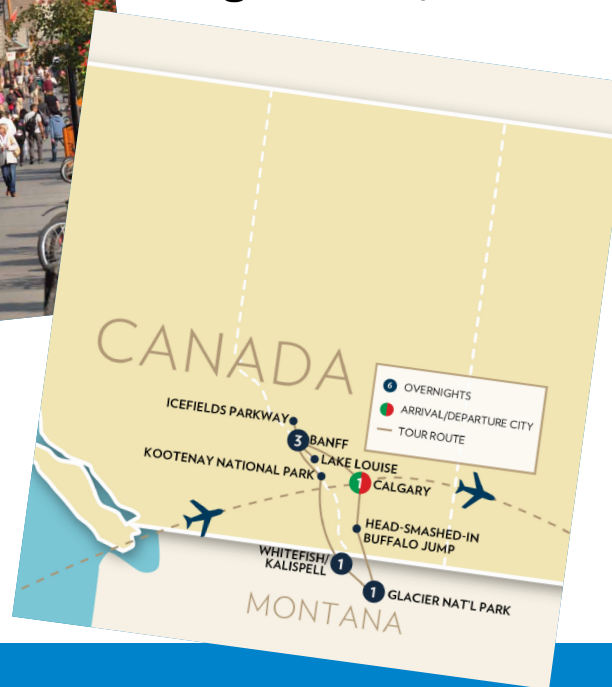 CANADA
6 OVERNIGHTS
ARRIVAL/DEPARTURE CITY
TOUR ROUTE
ICEFIELDS PARKWAY
3 BANFF
LAKE LOUISE
KOOTENAY NATIONAL PARK
1 CALGARY
HEAD-SMASHED-IN
BUFFALO JUMP
WHITEFISH/
KALISPELL 1
1 GLACIER NAT'L PARK
MONTANA